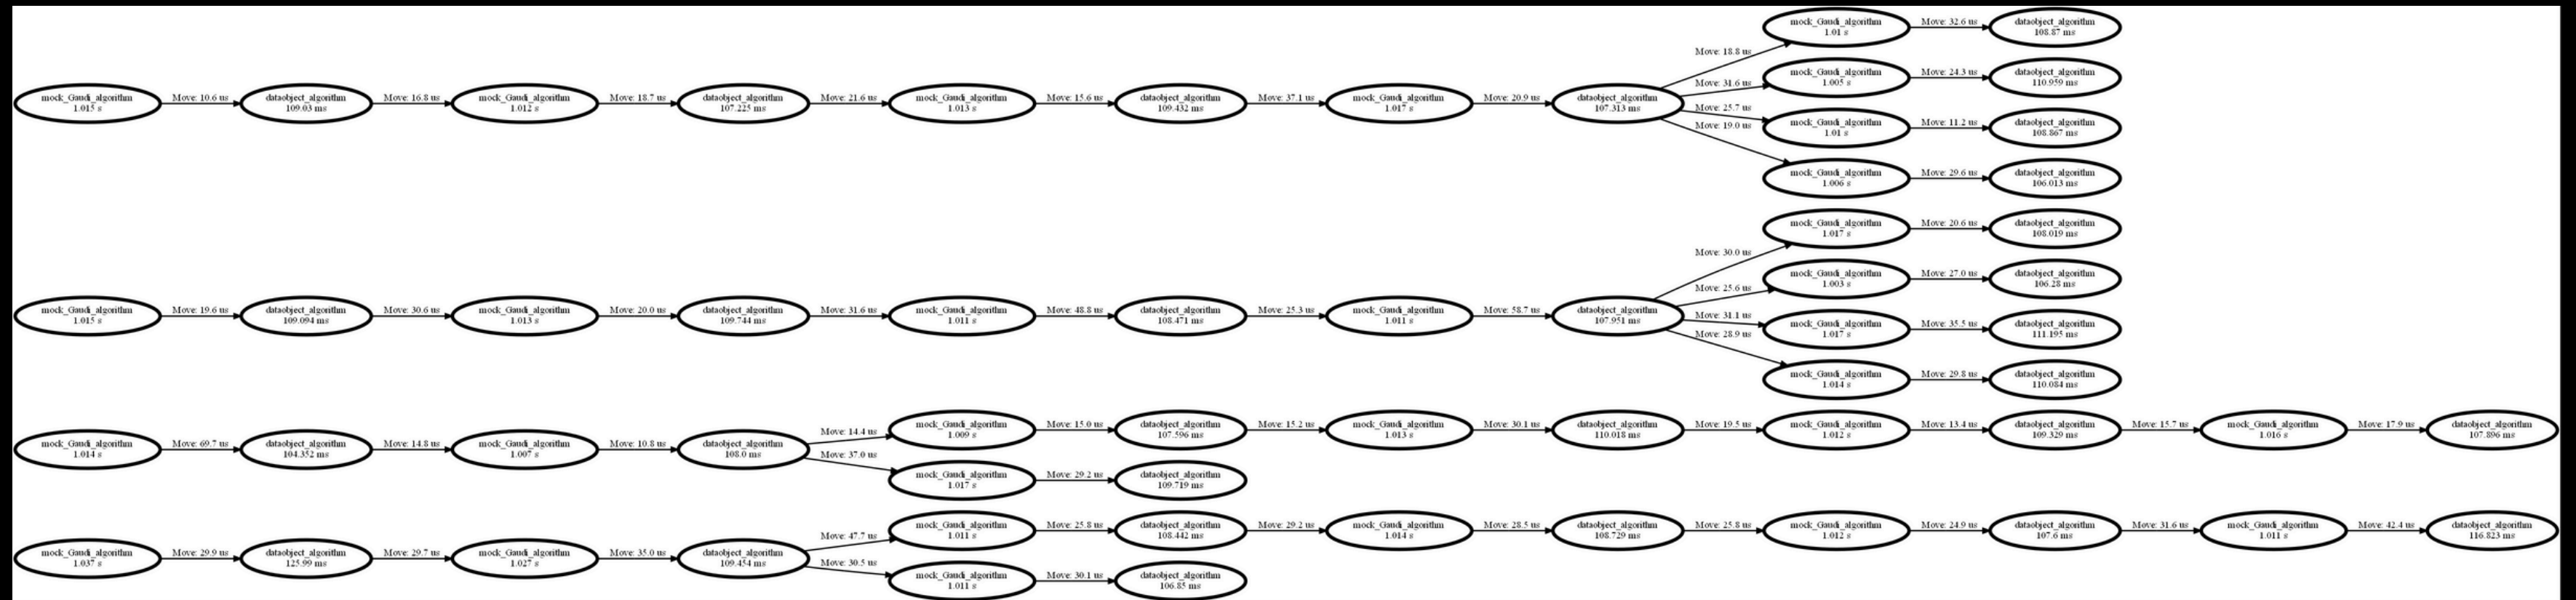 mock_Gaudi_algorithm
1.015 s
Move: 10.6 us
dataobject_algorithm
109.03 ms
Move: 16.8 us
mock_Gaudi_algorithm
1.012 s
Move: 18.7 us
dataobject_algorithm
107.225 ms
Move: 21.6 us
mock_Gaudi_algorithm
1.013 s
Move: 15.6 us
dataobject_algorithm
109.432 ms
Move: 37.1 us
mock_Gaudi_algorithm
1.017 s
Move: 20.9 us
dataobject_algorithm
107.313 ms
Move: 18.8 us
mock_Gaudi_algorithm
1.01 s
Move: 32.6 us
dataobject_algorithm
108.87 ms
Move: 31.6 us
mock_Gaudi_algorithm
1.005 s
Move: 24.3 us
dataobject_algorithm
110.959 ms
Move: 25.7 us
mock_Gaudi_algorithm
1.01 s
Move: 11.2 us
dataobject_algorithm
108.867 ms
Move: 19.0 us
mock_Gaudi_algorithm
1.006 s
Move: 29.6 us
dataobject_algorithm
106.013 ms
mock_Gaudi_algorithm
1.015 s
Move: 19.6 us
dataobject_algorithm
109.094 ms
Move: 30.6 us
mock_Gaudi_algorithm
1.013 s
Move: 20.0 us
dataobject_algorithm
109.744 ms
Move: 31.6 us
mock_Gaudi_algorithm
1.011 s
Move: 48.8 us
dataobject_algorithm
108.471 ms
Move: 25.3 us
mock_Gaudi_algorithm
1.011 s
Move: 58.7 us
dataobject_algorithm
107.951 ms
Move: 30.0 us
mock_Gaudi_algorithm
1.017 s
Move: 20.6 us
dataobject_algorithm
108.019 ms
Move: 25.6 us
mock_Gaudi_algorithm
1.003 s
Move: 27.0 us
dataobject_algorithm
106.28 ms
Move: 31.1 us
mock_Gaudi_algorithm
1.017 s
Move: 35.5 us
dataobject_algorithm
111.195 ms
Move: 28.9 us
mock_Gaudi_algorithm
1.014 s
Move: 29.8 us
dataobject_algorithm
110.084 ms
mock_Gaudi_algorithm
1.014 s
Move: 69.7 us
dataobject_algorithm
104.352 ms
Move: 14.8 us
mock_Gaudi_algorithm
1.007 s
Move: 10.8 us
dataobject_algorithm
108.0 ms
Move: 14.4 us
mock_Gaudi_algorithm
1.009 s
Move: 15.0 us
dataobject_algorithm
107.596 ms
Move: 15.2 us
mock_Gaudi_algorithm
1.013 s
Move: 30.1 us
dataobject_algorithm
110.018 ms
Move: 19.5 us
mock_Gaudi_algorithm
1.012 s
Move: 13.4 us
dataobject_algorithm
109.329 ms
Move: 15.7 us
mock_Gaudi_algorithm
1.016 s
Move: 17.9 us
dataobject_algorithm
107.896 ms
Move: 37.0 us
mock_Gaudi_algorithm
1.017 s
Move: 29.2 us
dataobject_algorithm
109.719 ms
mock_Gaudi_algorithm
1.037 s
Move: 29.9 us
dataobject_algorithm
125.99 ms
Move: 29.7 us
mock_Gaudi_algorithm
1.027 s
Move: 35.0 us
dataobject_algorithm
109.454 ms
Move: 47.7 us
mock_Gaudi_algorithm
1.011 s
Move: 25.8 us
dataobject_algorithm
108.442 ms
Move: 29.2 us
mock_Gaudi_algorithm
1.014 s
Move: 28.5 us
dataobject_algorithm
108.729 ms
Move: 25.8 us
mock_Gaudi_algorithm
1.012 s
Move: 24.9 us
dataobject_algorithm
107.6 ms
Move: 31.6 us
mock_Gaudi_algorithm
1.011 s
Move: 42.4 us
dataobject_algorithm
116.823 ms
Move: 30.5 us
mock_Gaudi_algorithm
1.011 s
Move: 30.1 us
dataobject_algorithm
106.85 ms